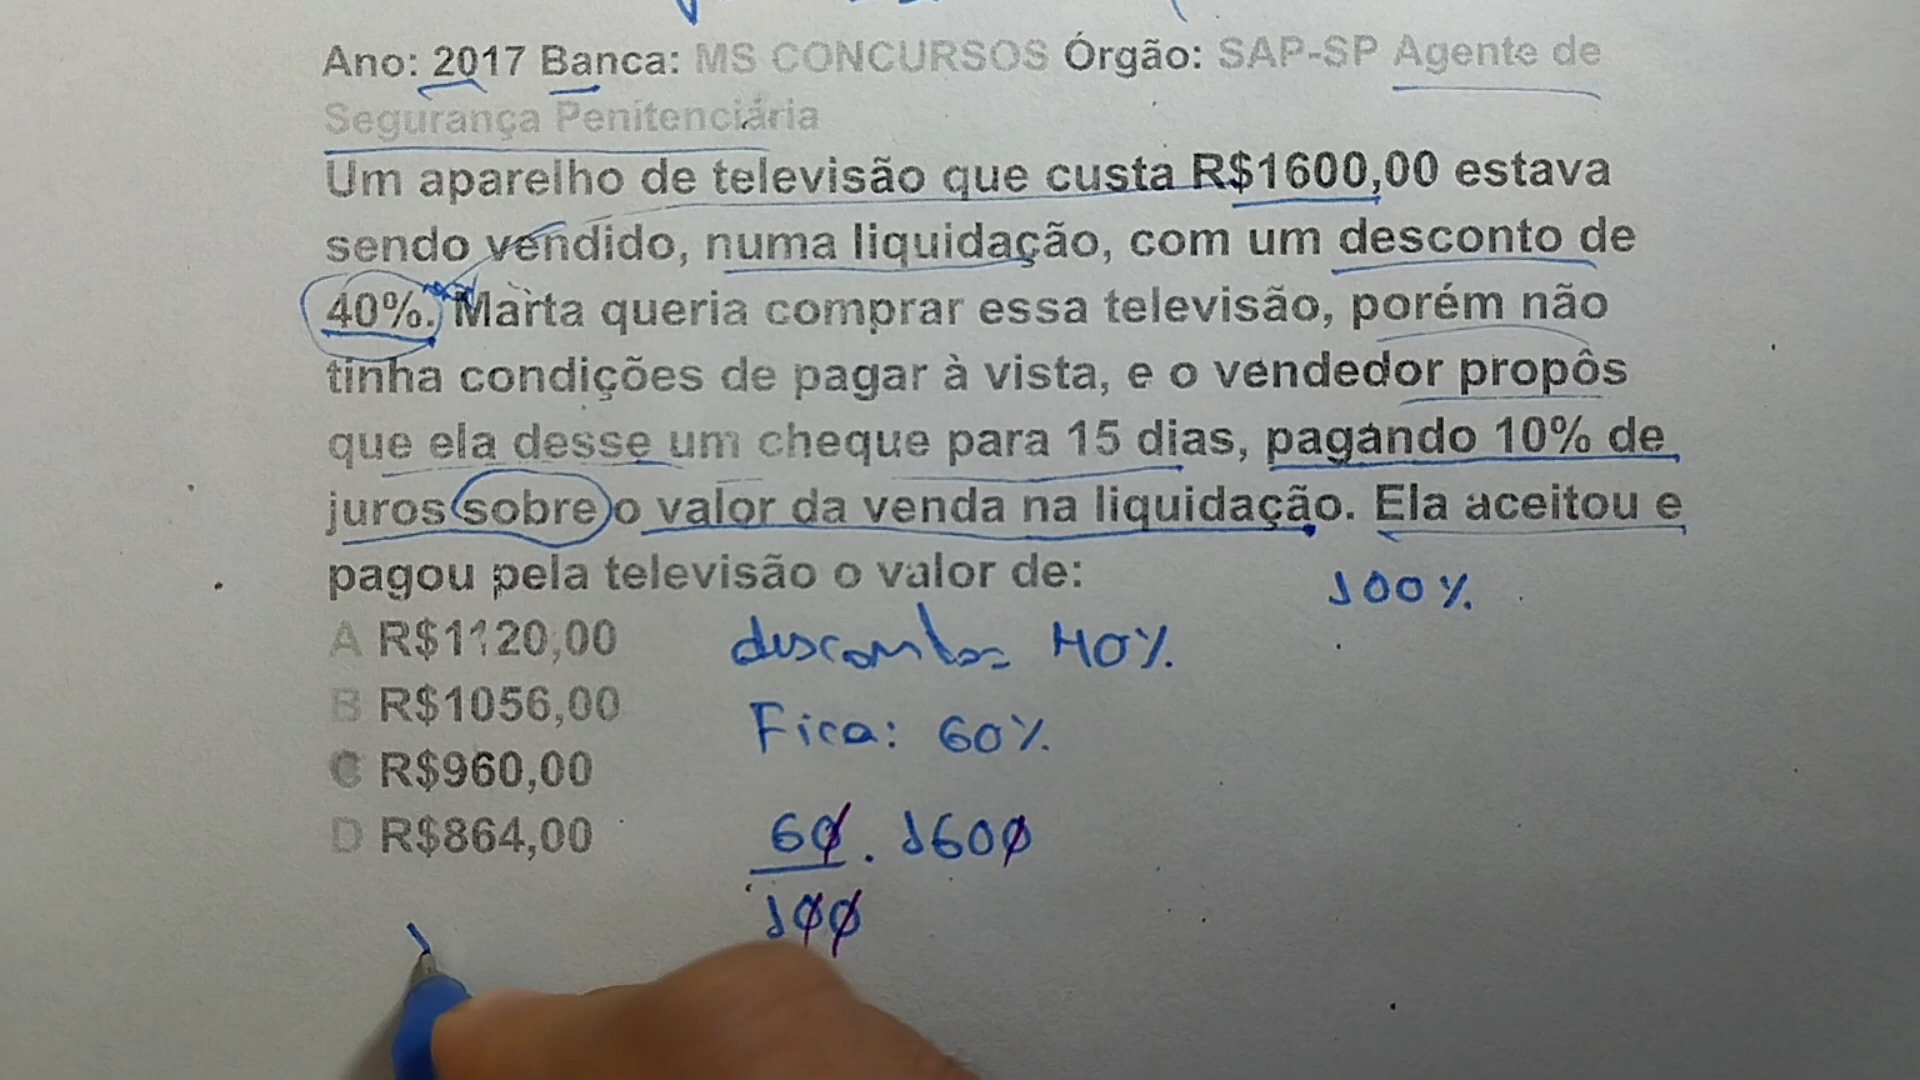 Ano: 2017 Banca: MS CONCURSOS Órgão: SAP-SP Agente de
Segurança Penitenciária
Um aparelho de televisão que custa R$1600,00 estava
sendo vendido, numa liquidação, com um desconto de
40%. Marta queria comprar essa televisão, porém não
tinha condições de pagar à vista, e o vendedor propôs
que ela desse um cheque para 15 dias, pagando 10% de
juros sobre o valor da venda na liquidação. Ela aceitou e
pagou pela televisão o valor de:
100%
A R$1120,00
desconto= 40%
B R$1056,00
Fica: 60%
C R$960,00
D R$864,00
60 . 1600
100